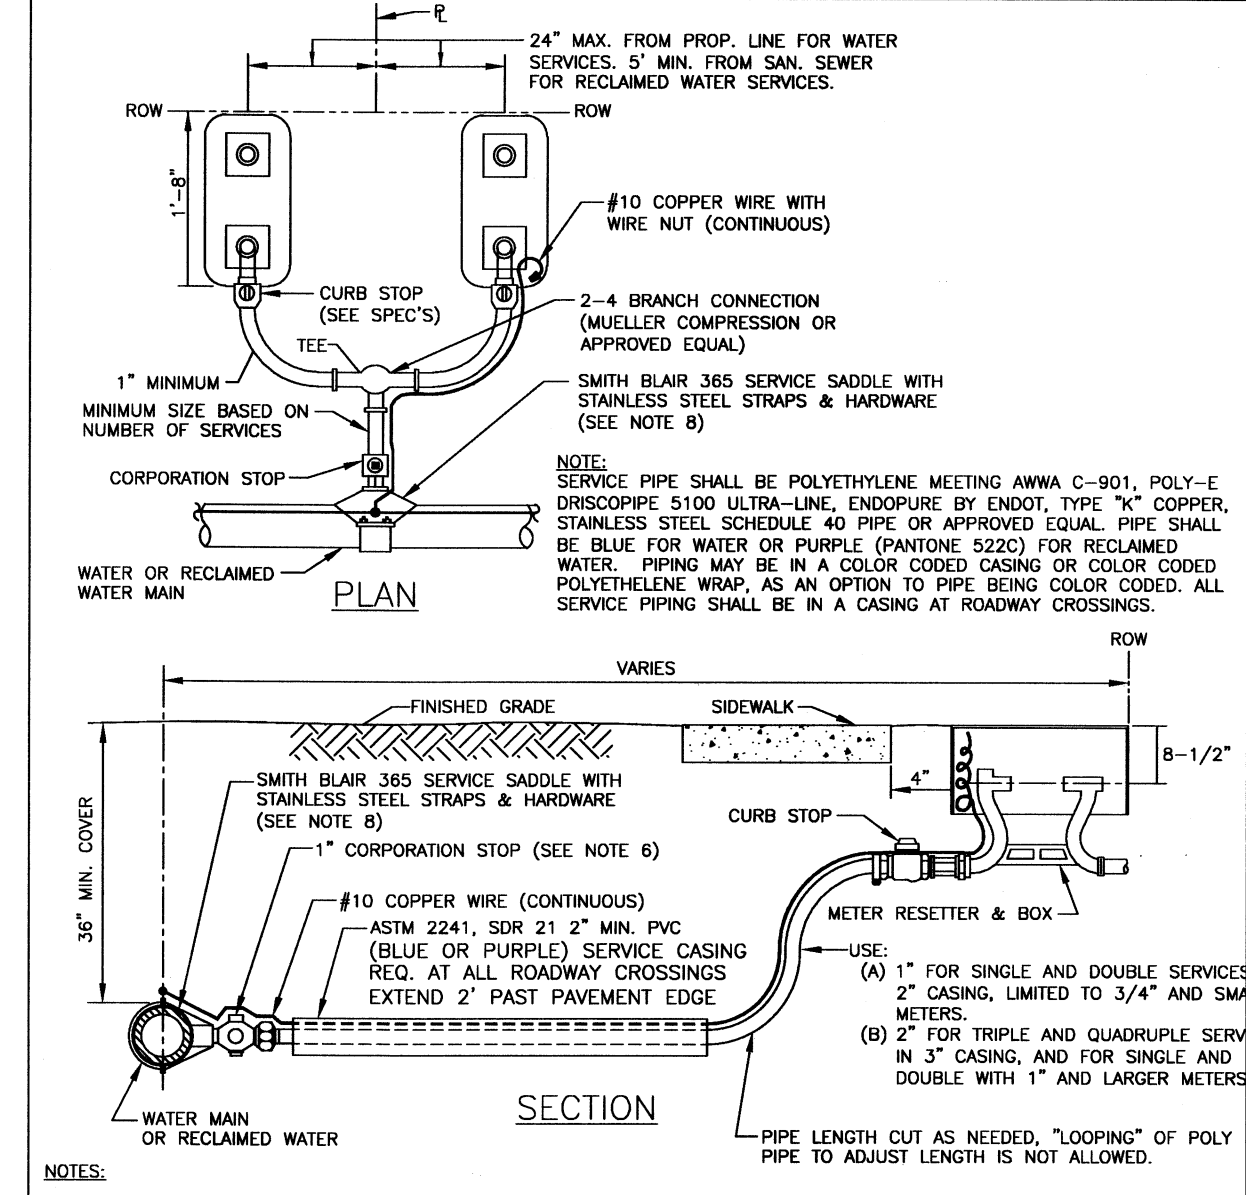 PL
24" MAX. FROM PROP. LINE FOR WATER
SERVICES. 5' MIN. FROM SAN. SEWER
FOR RECLAIMED WATER SERVICES.
ROW
ROW
1'-8"
#10 COPPER WIRE WITH
WIRE NUT (CONTINUOUS)
CURB STOP
(SEE SPEC'S)
2-4 BRANCH CONNECTION
(MUELLER COMPRESSION OR
APPROVED EQUAL)
TEE
1" MINIMUM
SMITH BLAIR 365 SERVICE SADDLE WITH
STAINLESS STEEL STRAPS & HARDWARE
(SEE NOTE 8)
MINIMUM SIZE BASED ON
NUMBER OF SERVICES
CORPORATION STOP
NOTE:
SERVICE PIPE SHALL BE POLYETHYLENE MEETING AWWA C-901, POLY-E
DRISCOPIPE 5100 ULTRA-LINE, ENDOPURE BY ENDOT, TYPE "K" COPPER,
STAINLESS STEEL SCHEDULE 40 PIPE OR APPROVED EQUAL. PIPE SHALL
BE BLUE FOR WATER OR PURPLE (PANTONE 522C) FOR RECLAIMED
WATER. PIPING MAY BE IN A COLOR CODED CASING OR COLOR CODED
POLYETHELENE WRAP, AS AN OPTION TO PIPE BEING COLOR CODED. ALL
SERVICE PIPING SHALL BE IN A CASING AT ROADWAY CROSSINGS.
WATER OR RECLAIMED
WATER MAIN
PLAN
ROW
VARIES
FINISHED GRADE
SIDEWALK
8-1/2"
4"
36" MIN. COVER
SMITH BLAIR 365 SERVICE SADDLE WITH
STAINLESS STEEL STRAPS & HARDWARE
(SEE NOTE 8)
CURB STOP
1" CORPORATION STOP (SEE NOTE 6)
#10 COPPER WIRE (CONTINUOUS)
ASTM 2241, SDR 21 2" MIN. PVC
(BLUE OR PURPLE) SERVICE CASING
REQ. AT ALL ROADWAY CROSSINGS
EXTEND 2' PAST PAVEMENT EDGE
METER RESETTER & BOX
USE:
(A) 1" FOR SINGLE AND DOUBLE SERVICES
2" CASING, LIMITED TO 3/4" AND SMA
METERS.
(B) 2" FOR TRIPLE AND QUADRUPLE SERV
IN 3" CASING, AND FOR SINGLE AND
DOUBLE WITH 1" AND LARGER METERS
WATER MAIN
OR RECLAIMED WATER
SECTION
PIPE LENGTH CUT AS NEEDED, "LOOPING" OF POLY
PIPE TO ADJUST LENGTH IS NOT ALLOWED.
NOTES: